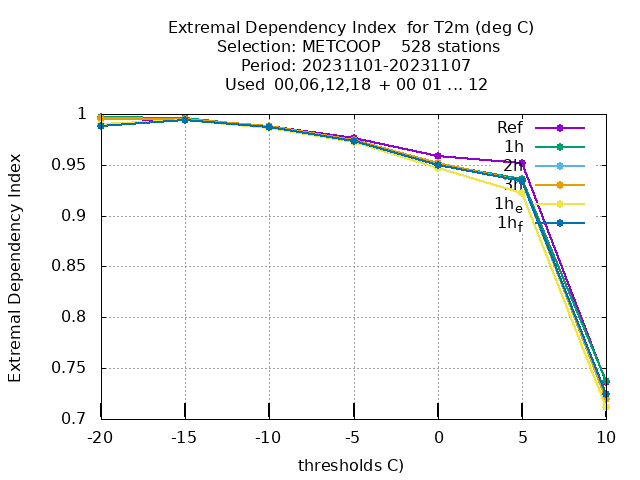 Extremal Dependency Index for T2m (deg C)
Selection: METCOOP 528 stations
Period: 20231101-20231107
Used 00,06,12,18 + 00 01 ... 12
Extremal Dependency Index
1
0.95
0.9
0.85
0.8
0.75
0.7
-20
-15
-10
-5
0
5
10
thresholds C)
Ref
1h
2h
3h
1he
1hf